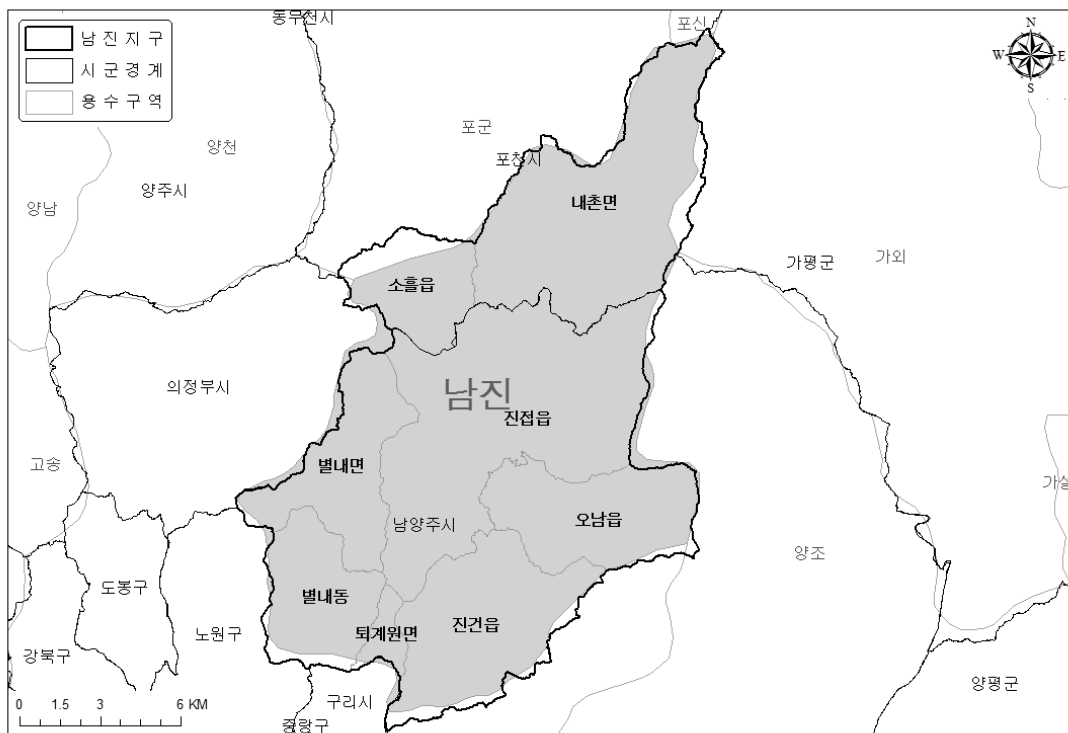 남 진 지 구
시 군 경 계
용 수 구 역
동두천시
포신
N
W
E
S
포군
양천
포천시
양주시
내촌면
양남
가평군
가외
소흘읍
의정부시
남진
진접읍
별내면
고송
가실
오남읍
남양주시
양조
도봉구
별내동
노원구
퇴계원면
진건읍
강북구
양평군
구리시
0 1.5 3 6 KM
중랑구